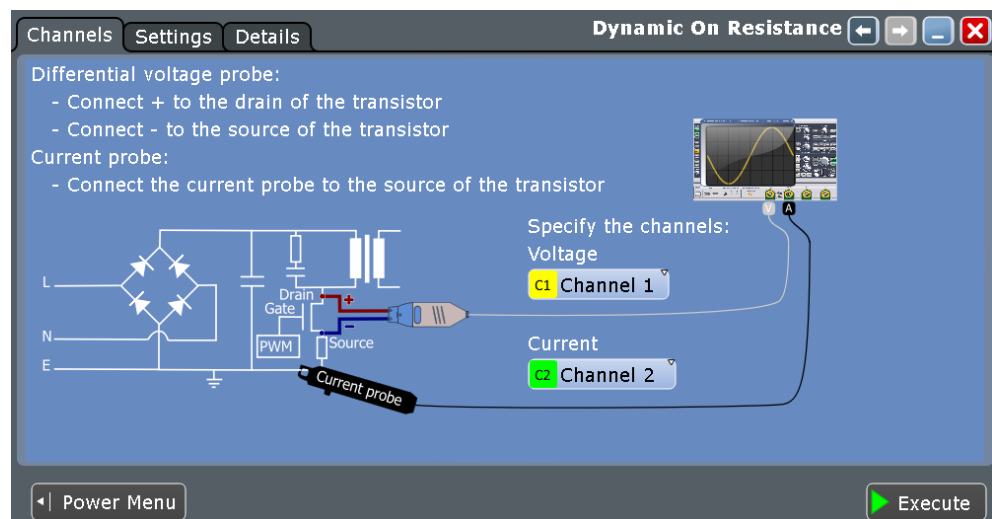 Channels Settings Details Dynamic On Resistance
Differential voltage probe:
- Connect + to the drain of the transistor
- Connect - to the source of the transistor
Current probe:
- Connect the current probe to the source of the transistor
V A
Specify the channels:
Voltage
C1 Channel 1
Current
C2 Channel 2
L
N
E
Drain
+
Gate
-
PWM
Source
Current probe
Power Menu
Execute